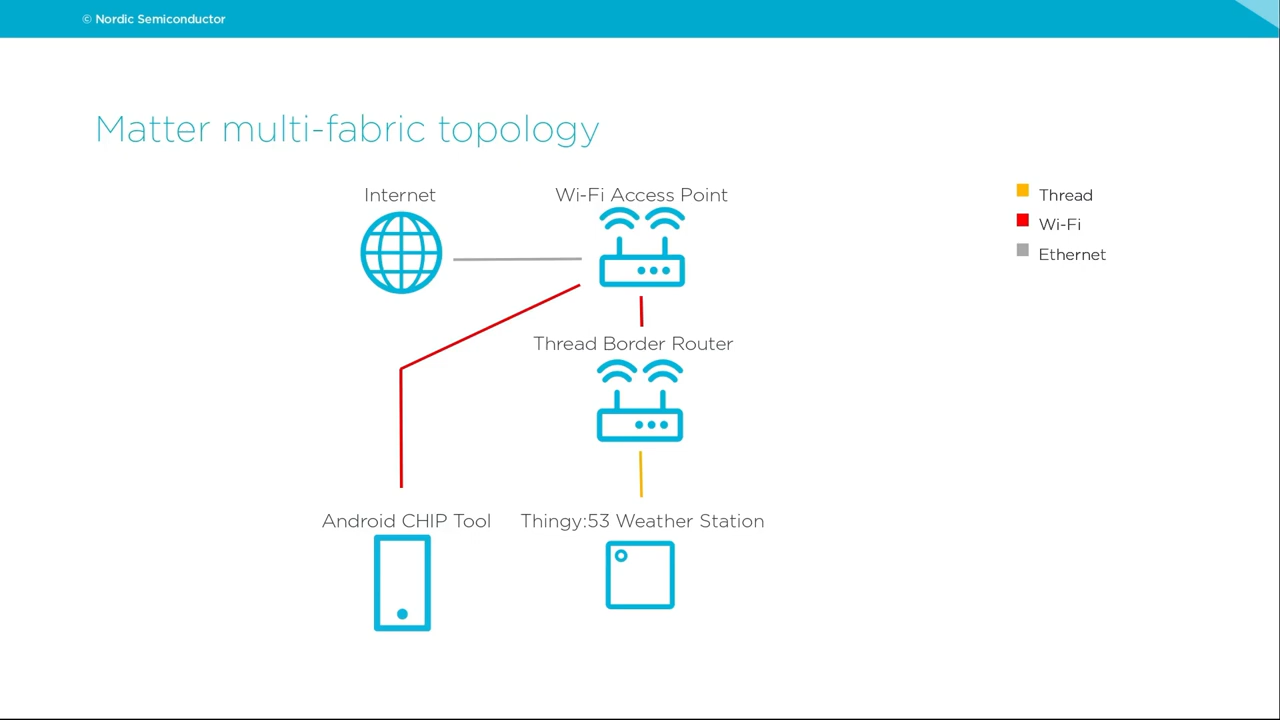 © Nordic Semiconductor
Matter multi-fabric topology
Internet
Wi-Fi Access Point
Thread
Wi-Fi
Ethernet
Thread Border Router
Android CHIP Tool
Thingy:53 Weather Station